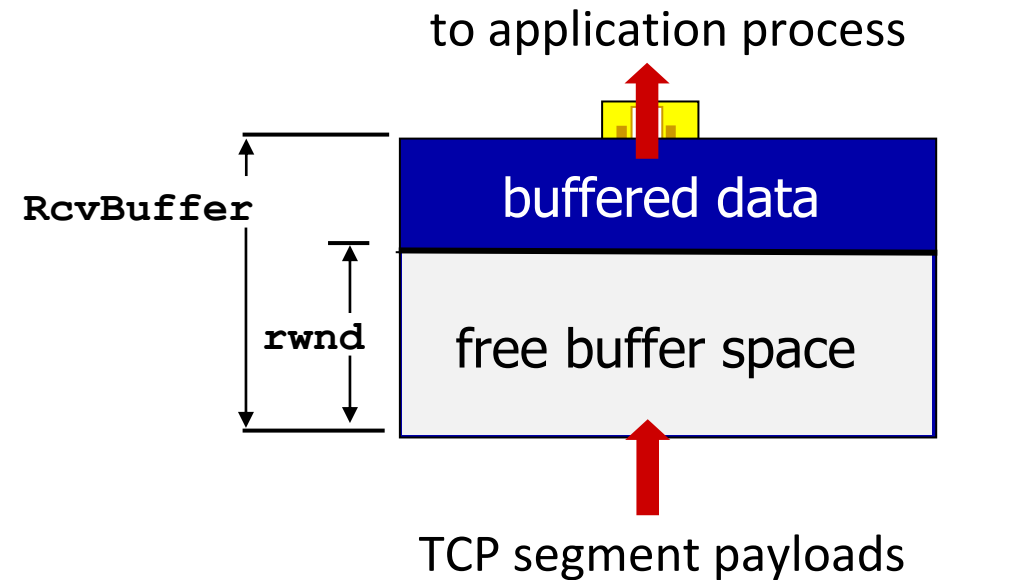 to application process
buffered data
RcvBuffer
rwnd
free buffer space
TCP segment payloads